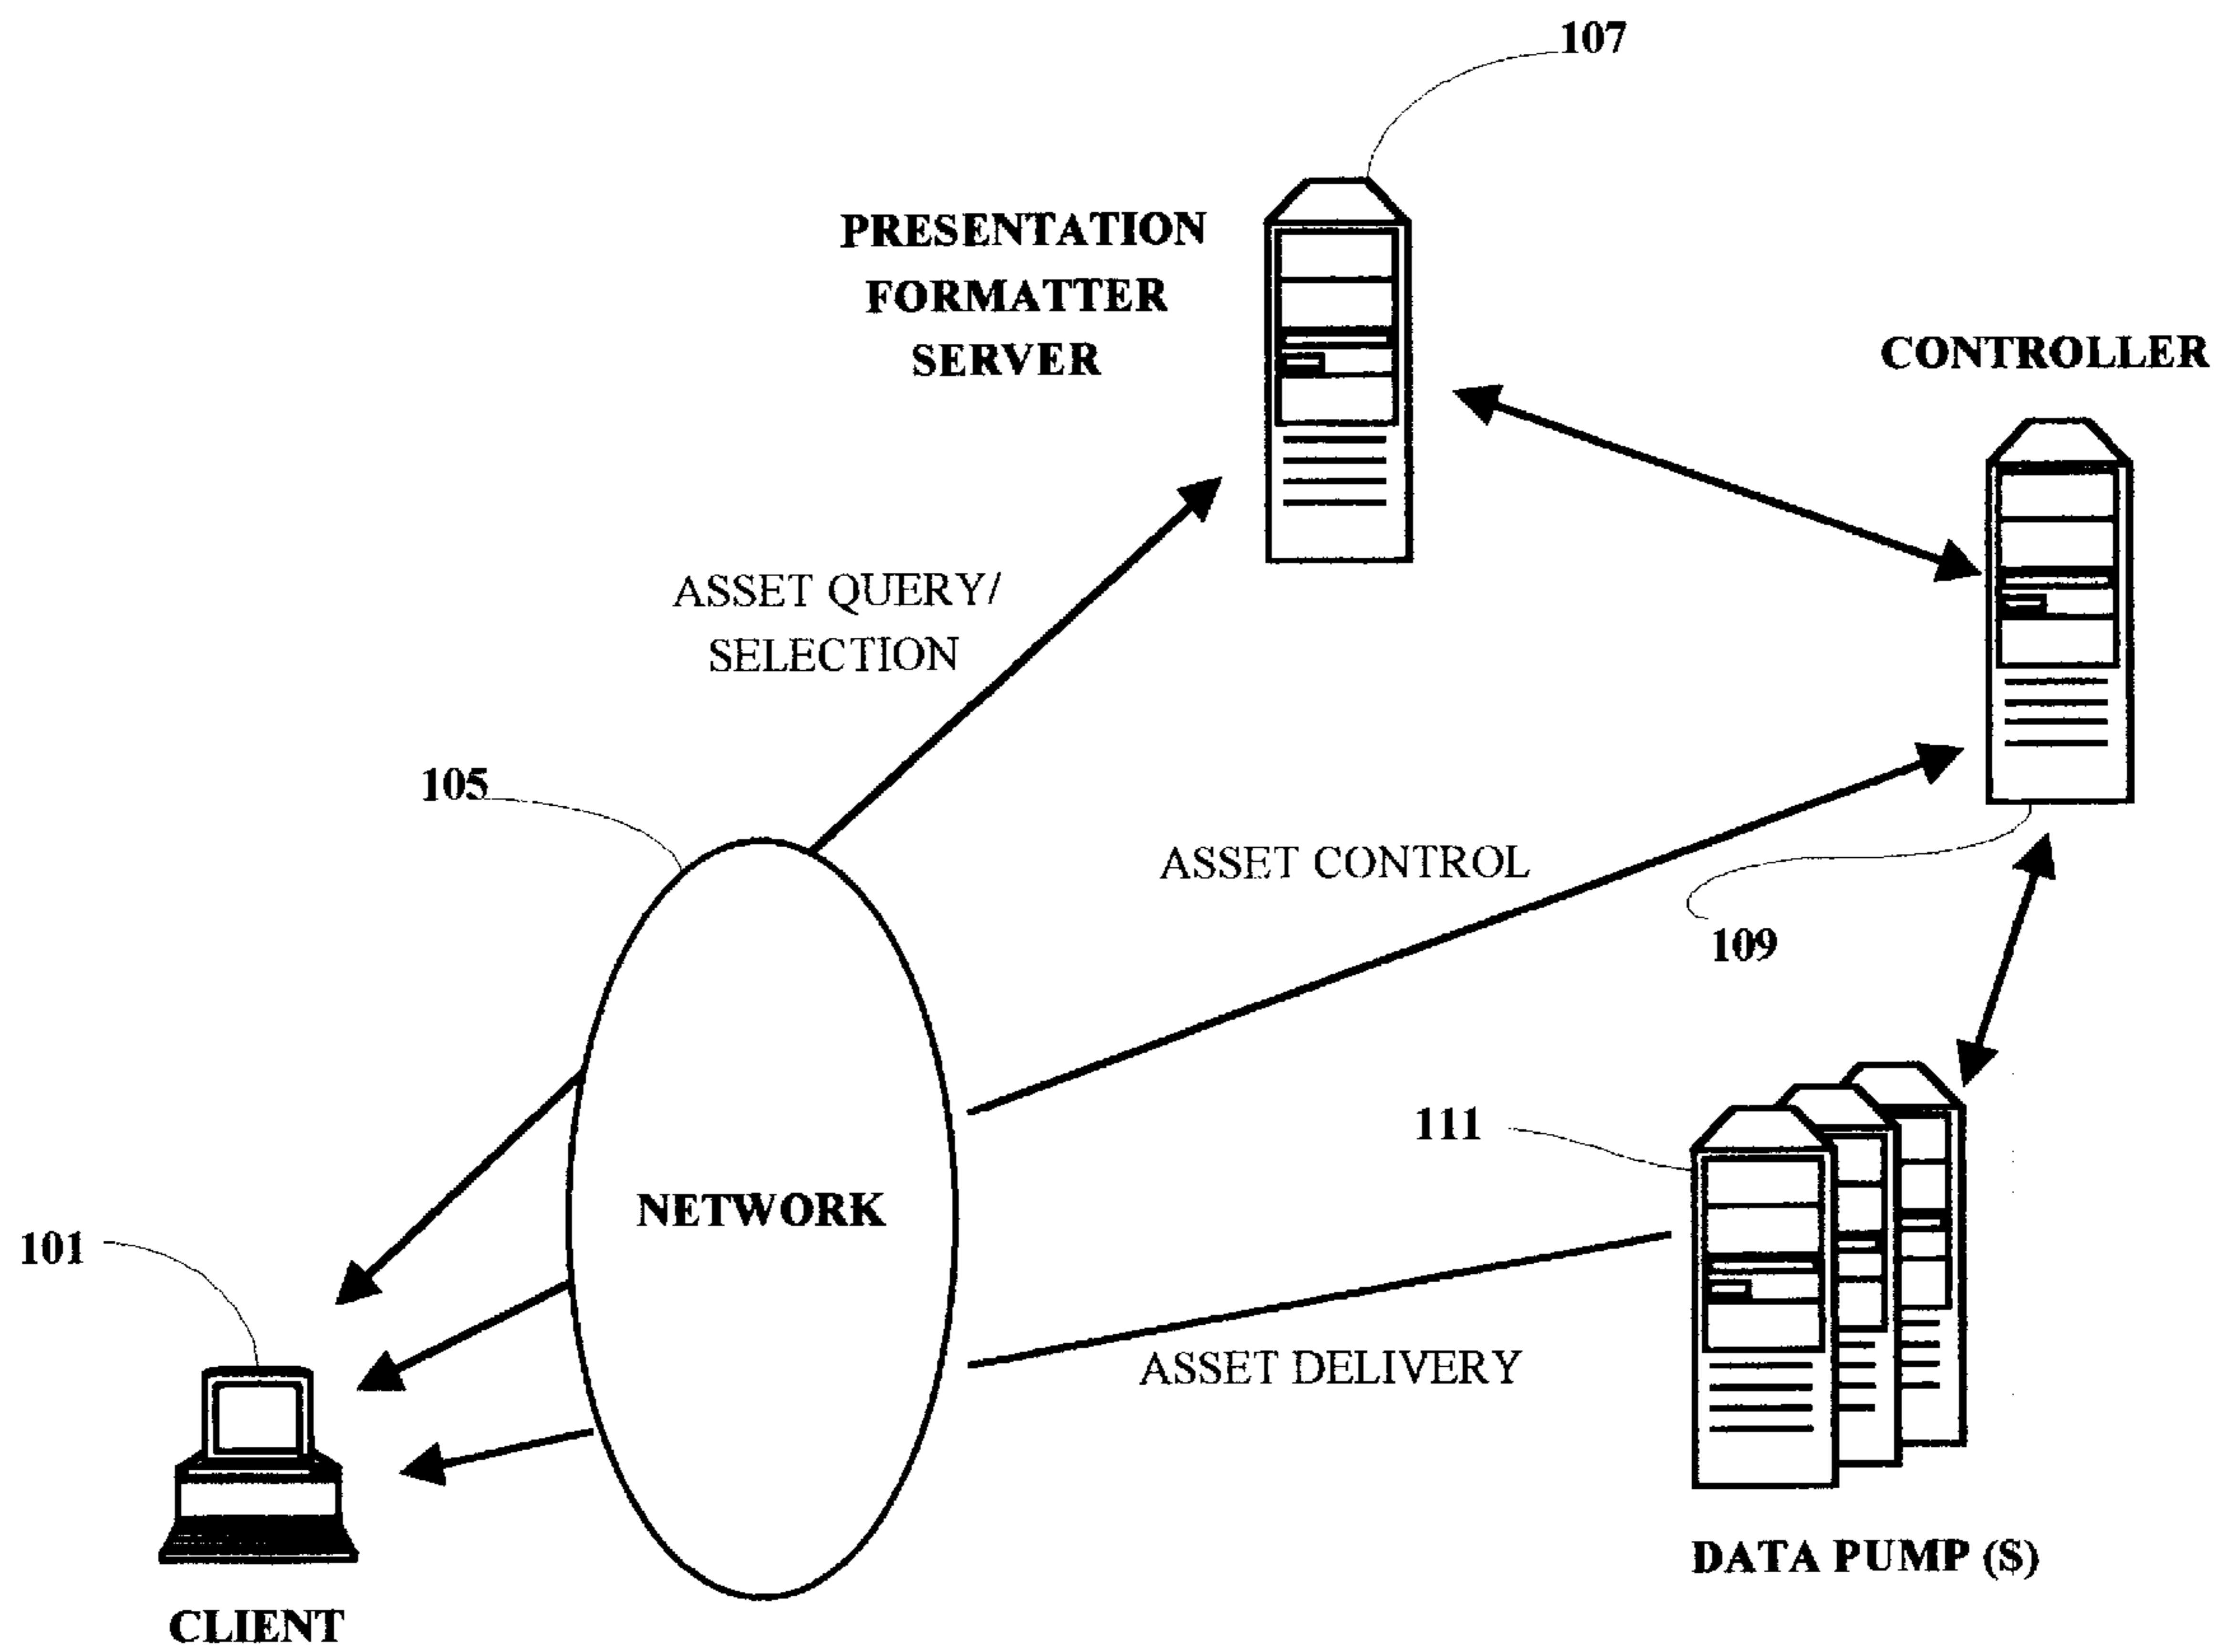 107
PRESENTATION
FORMATTER
SERVER
CONTROLLER
ASSET QUERY/
SELECTION
105
ASSET CONTROL
109
111
NETWORK
101
ASSET DELIVERY
DATA PUMP (S)
CLIENT